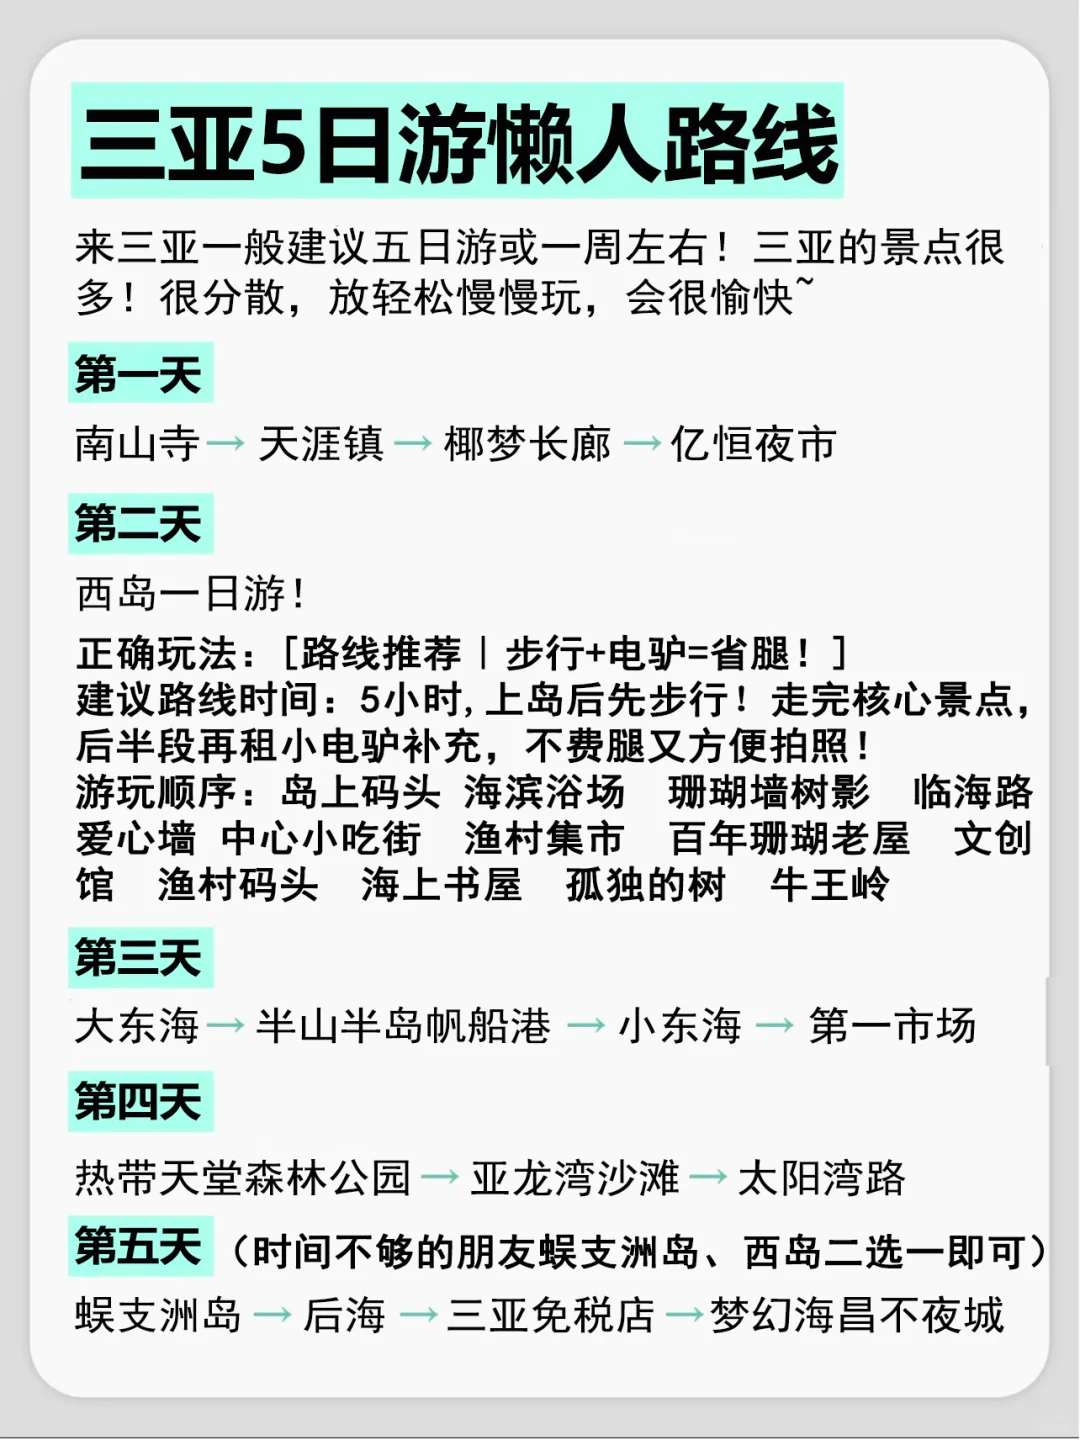 三亚5日游懒人路线
来三亚一般建议五日游或一周左右！三亚的景点很
多！很分散，放轻松慢慢玩，会很愉快~
第一天
南山寺→天涯镇→椰梦长廊→亿恒夜市
第二天
西岛一日游！
正确玩法：[路线推荐｜步行+电驴=省腿！]
建议路线时间：5小时,上岛后先步行！走完核心景点，
后半段再租小电驴补充，不费腿又方便拍照！
游玩顺序：岛上码头 海滨浴场 珊瑚墙树影 临海路
爱心墙 中心小吃街 渔村集市 百年珊瑚老屋 文创
馆 渔村码头 海上书屋 孤独的树 牛王岭
第三天
大东海→半山半岛帆船港→小东海→第一市场
第四天
热带天堂森林公园→亚龙湾沙滩→太阳湾路
第五天（时间不够的朋友蜈支洲岛、西岛二选一即可）
蜈支洲岛→后海→三亚免税店→梦幻海昌不夜城